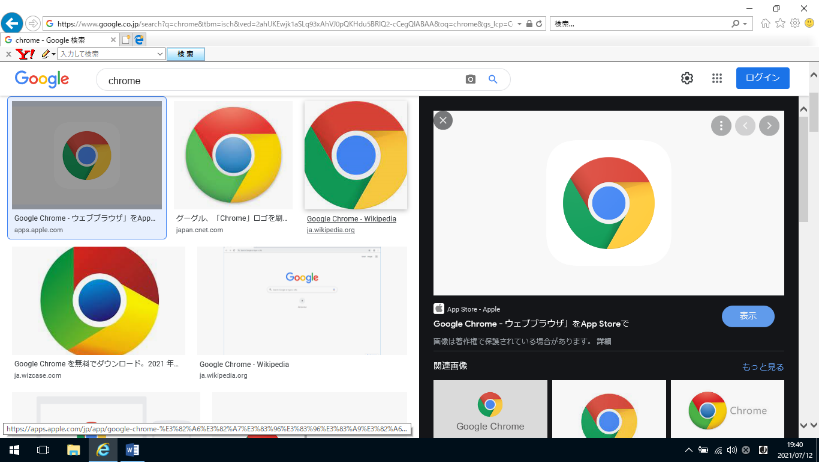 https://www.google.co.jp/search?q=chrome&tbm=isch&ved=2ahUKEwjk1a5Lq93xAhVJ0pQKHdu5BRIQ2-cCegQIABAA&oq=chrome&gs_lcp=C
検索...
chrome - Google 検索
Y!
入力して検索
検 索
Google
chrome
ログイン
Google Chrome - ウェブブラウザ」をApp...
apps.apple.com
グーグル、「Chrome」ロゴを刷...
japan.cnet.com
Google Chrome - Wikipedia
ja.wikipedia.org
Google
Google Chrome を無料でダウンロード。2021 年...
ja.wizcase.com
Google Chrome - Wikipedia
ja.wikipedia.org
App Store - Apple
Google Chrome - ウェブブラウザ」をApp Storeで
表示
画像は著作権で保護されている場合があります。 詳細
関連画像
もっと見る
Google Chrome
Chrome
https://apps.apple.com/jp/app/google-chrome-%E3%82%A6%E3%82%A7%E3%83%96%E3%83%96%E3%83%A9%E3%82%A6...
19:40
2021/07/12